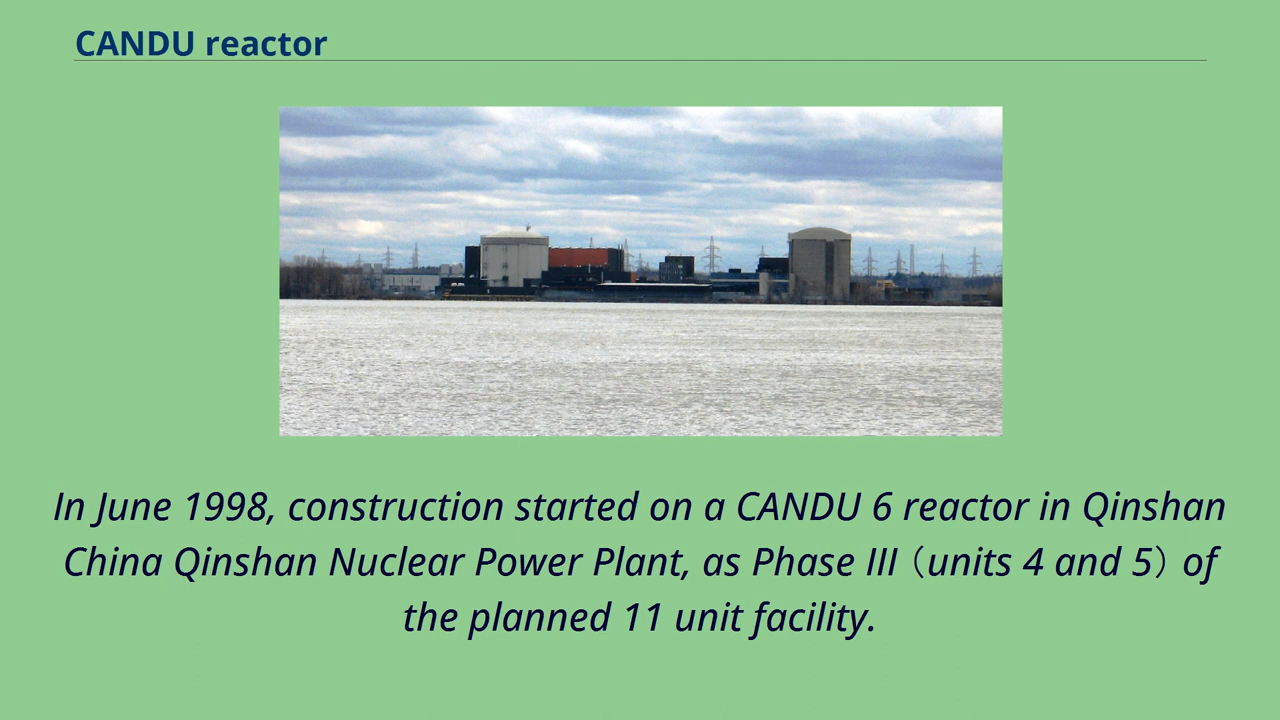 CANDU reactor
In June 1998, construction started on a CANDU 6 reactor in Qinshan
China Qinshan Nuclear Power Plant, as Phase III（units 4 and 5）of
the planned 11 unit facility.